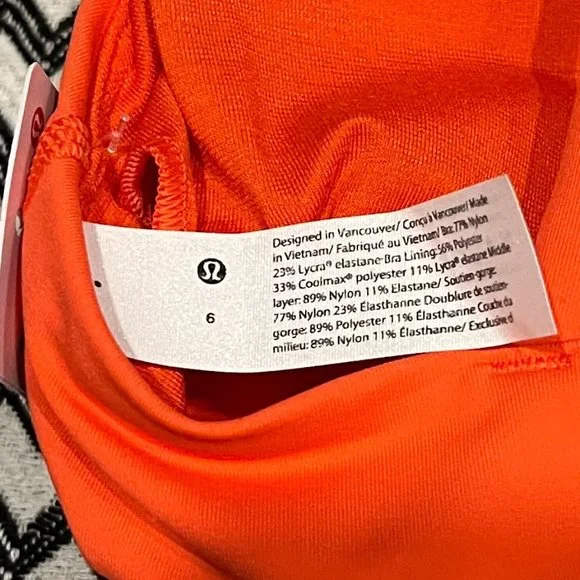 6
Designed in Vancouver/ Conçu à Vancouver/ Made
in Vietnam/ Fabriqué au Vietnam/ Bra: 77% Nylon
23% Lycra® elastane Bra Lining: 56% Polyester
33% Coolmax® polyester 11% Lycra® elastane Middle
layer: 89% Nylon 11% Elastane/ Soutien-gorge:
77% Nylon 23% Élasthanne Doublure de soutien-
gorge: 89% Polyester 11% Élasthanne Couche du
milieu: 89% Nylon 11% Élasthanne/ Exclusive d